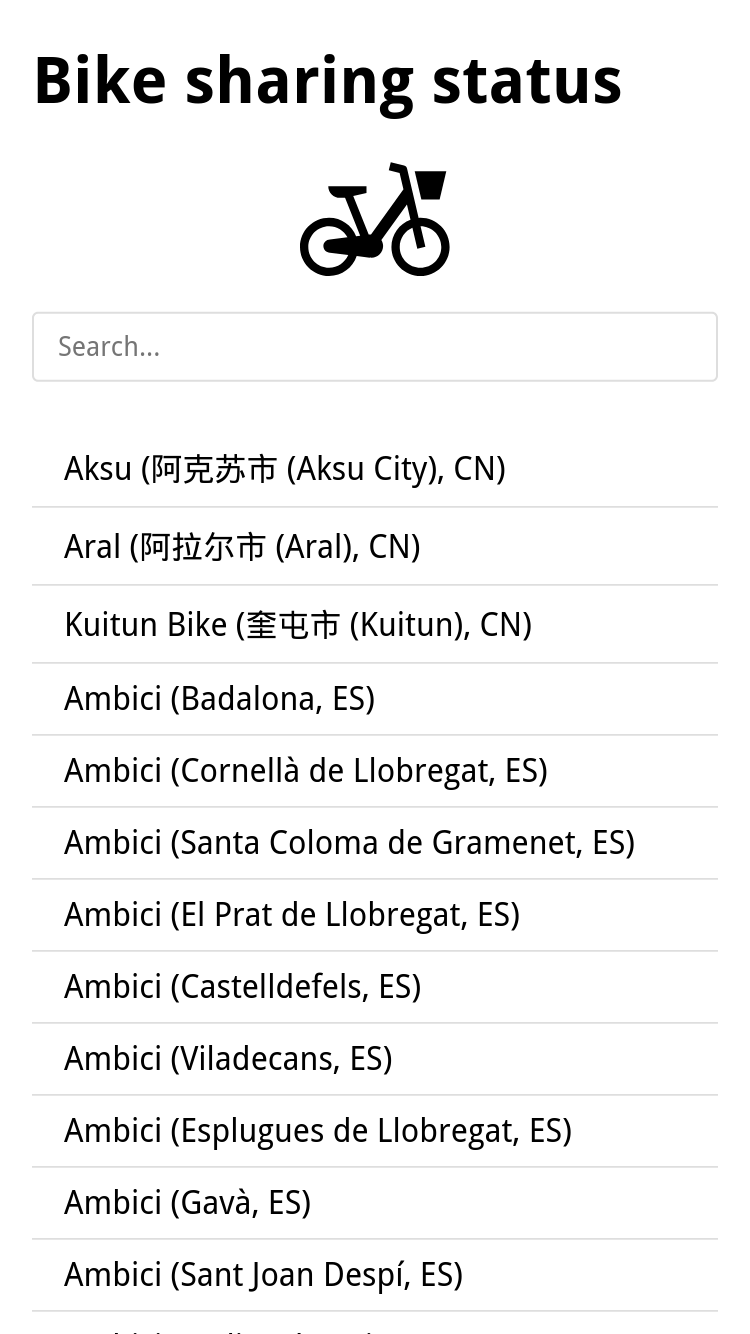 Bike sharing status
Search...
Aksu (阿克苏市 (Aksu City), CN)
Aral (阿拉尔市 (Aral), CN)
Kuitun Bike (奎屯市 (Kuitun), CN)
Ambici (Badalona, ES)
Ambici (Cornellà de Llobregat, ES)
Ambici (Santa Coloma de Gramenet, ES)
Ambici (El Prat de Llobregat, ES)
Ambici (Castelldefels, ES)
Ambici (Viladecans, ES)
Ambici (Esplugues de Llobregat, ES)
Ambici (Gavà, ES)
Ambici (Sant Joan Despí, ES)